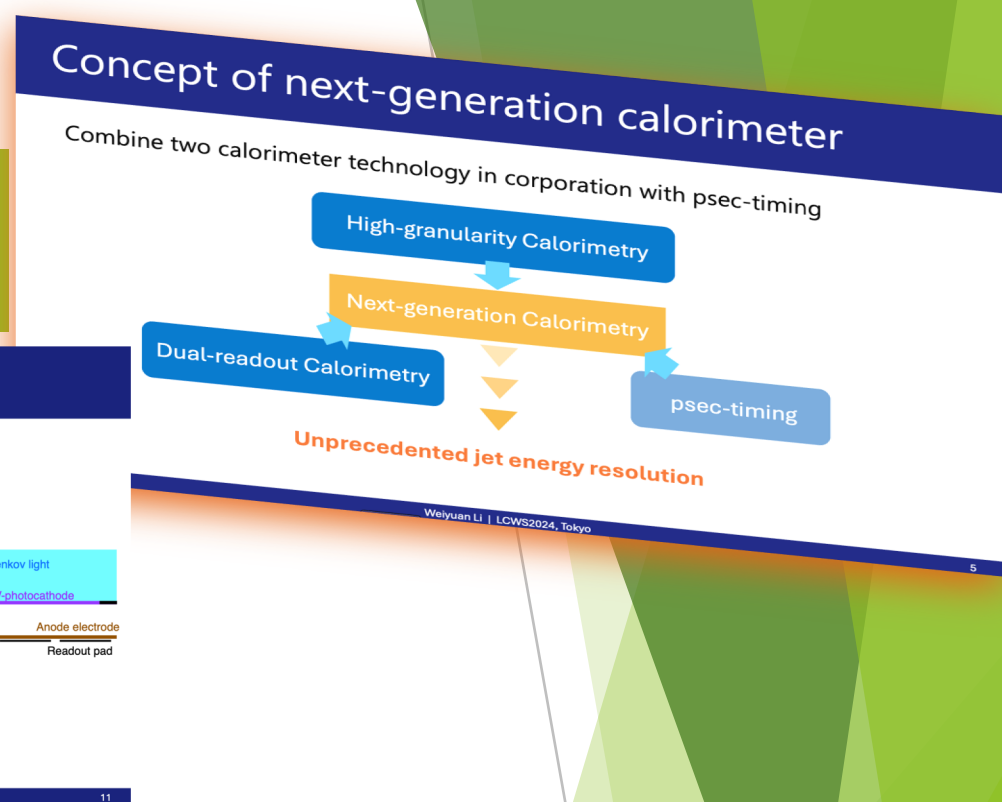 Concept of next-generation calorimeter
Combine two calorimeter technology in corporation with psec-timing
High-granularity Calorimetry
Next-generation Calorimetry
Dual-readout Calorimetry
psec-timing
Unprecedented jet energy resolution
Weiyuan Li | LCWS2024, Tokyo
5
light
-photocathode
Anode electrode
Readout pad
11